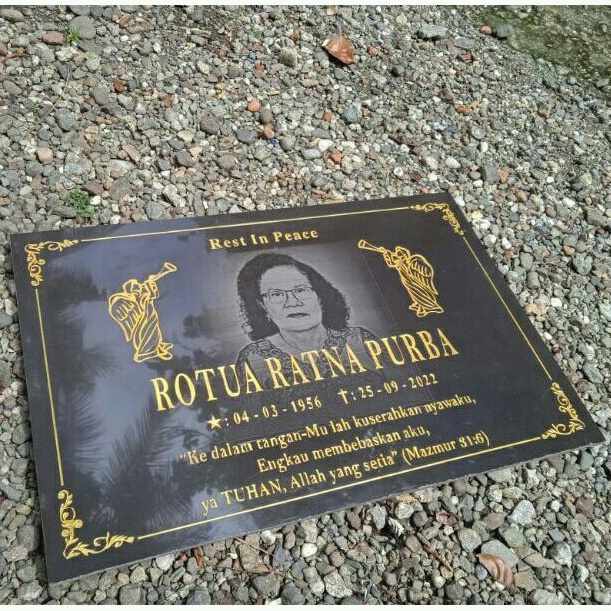 Rest In Peace
ROTUA RATNA PURBA
★ : 04 - 03 - 1956 ✝ : 25 - 09 - 2022
"Ke dalam tangan-Mu lah kuserahkan nyawaku,
Engkau membebaskan aku,
ya TUHAN, Allah yang setia" (Mazmur 31:6)